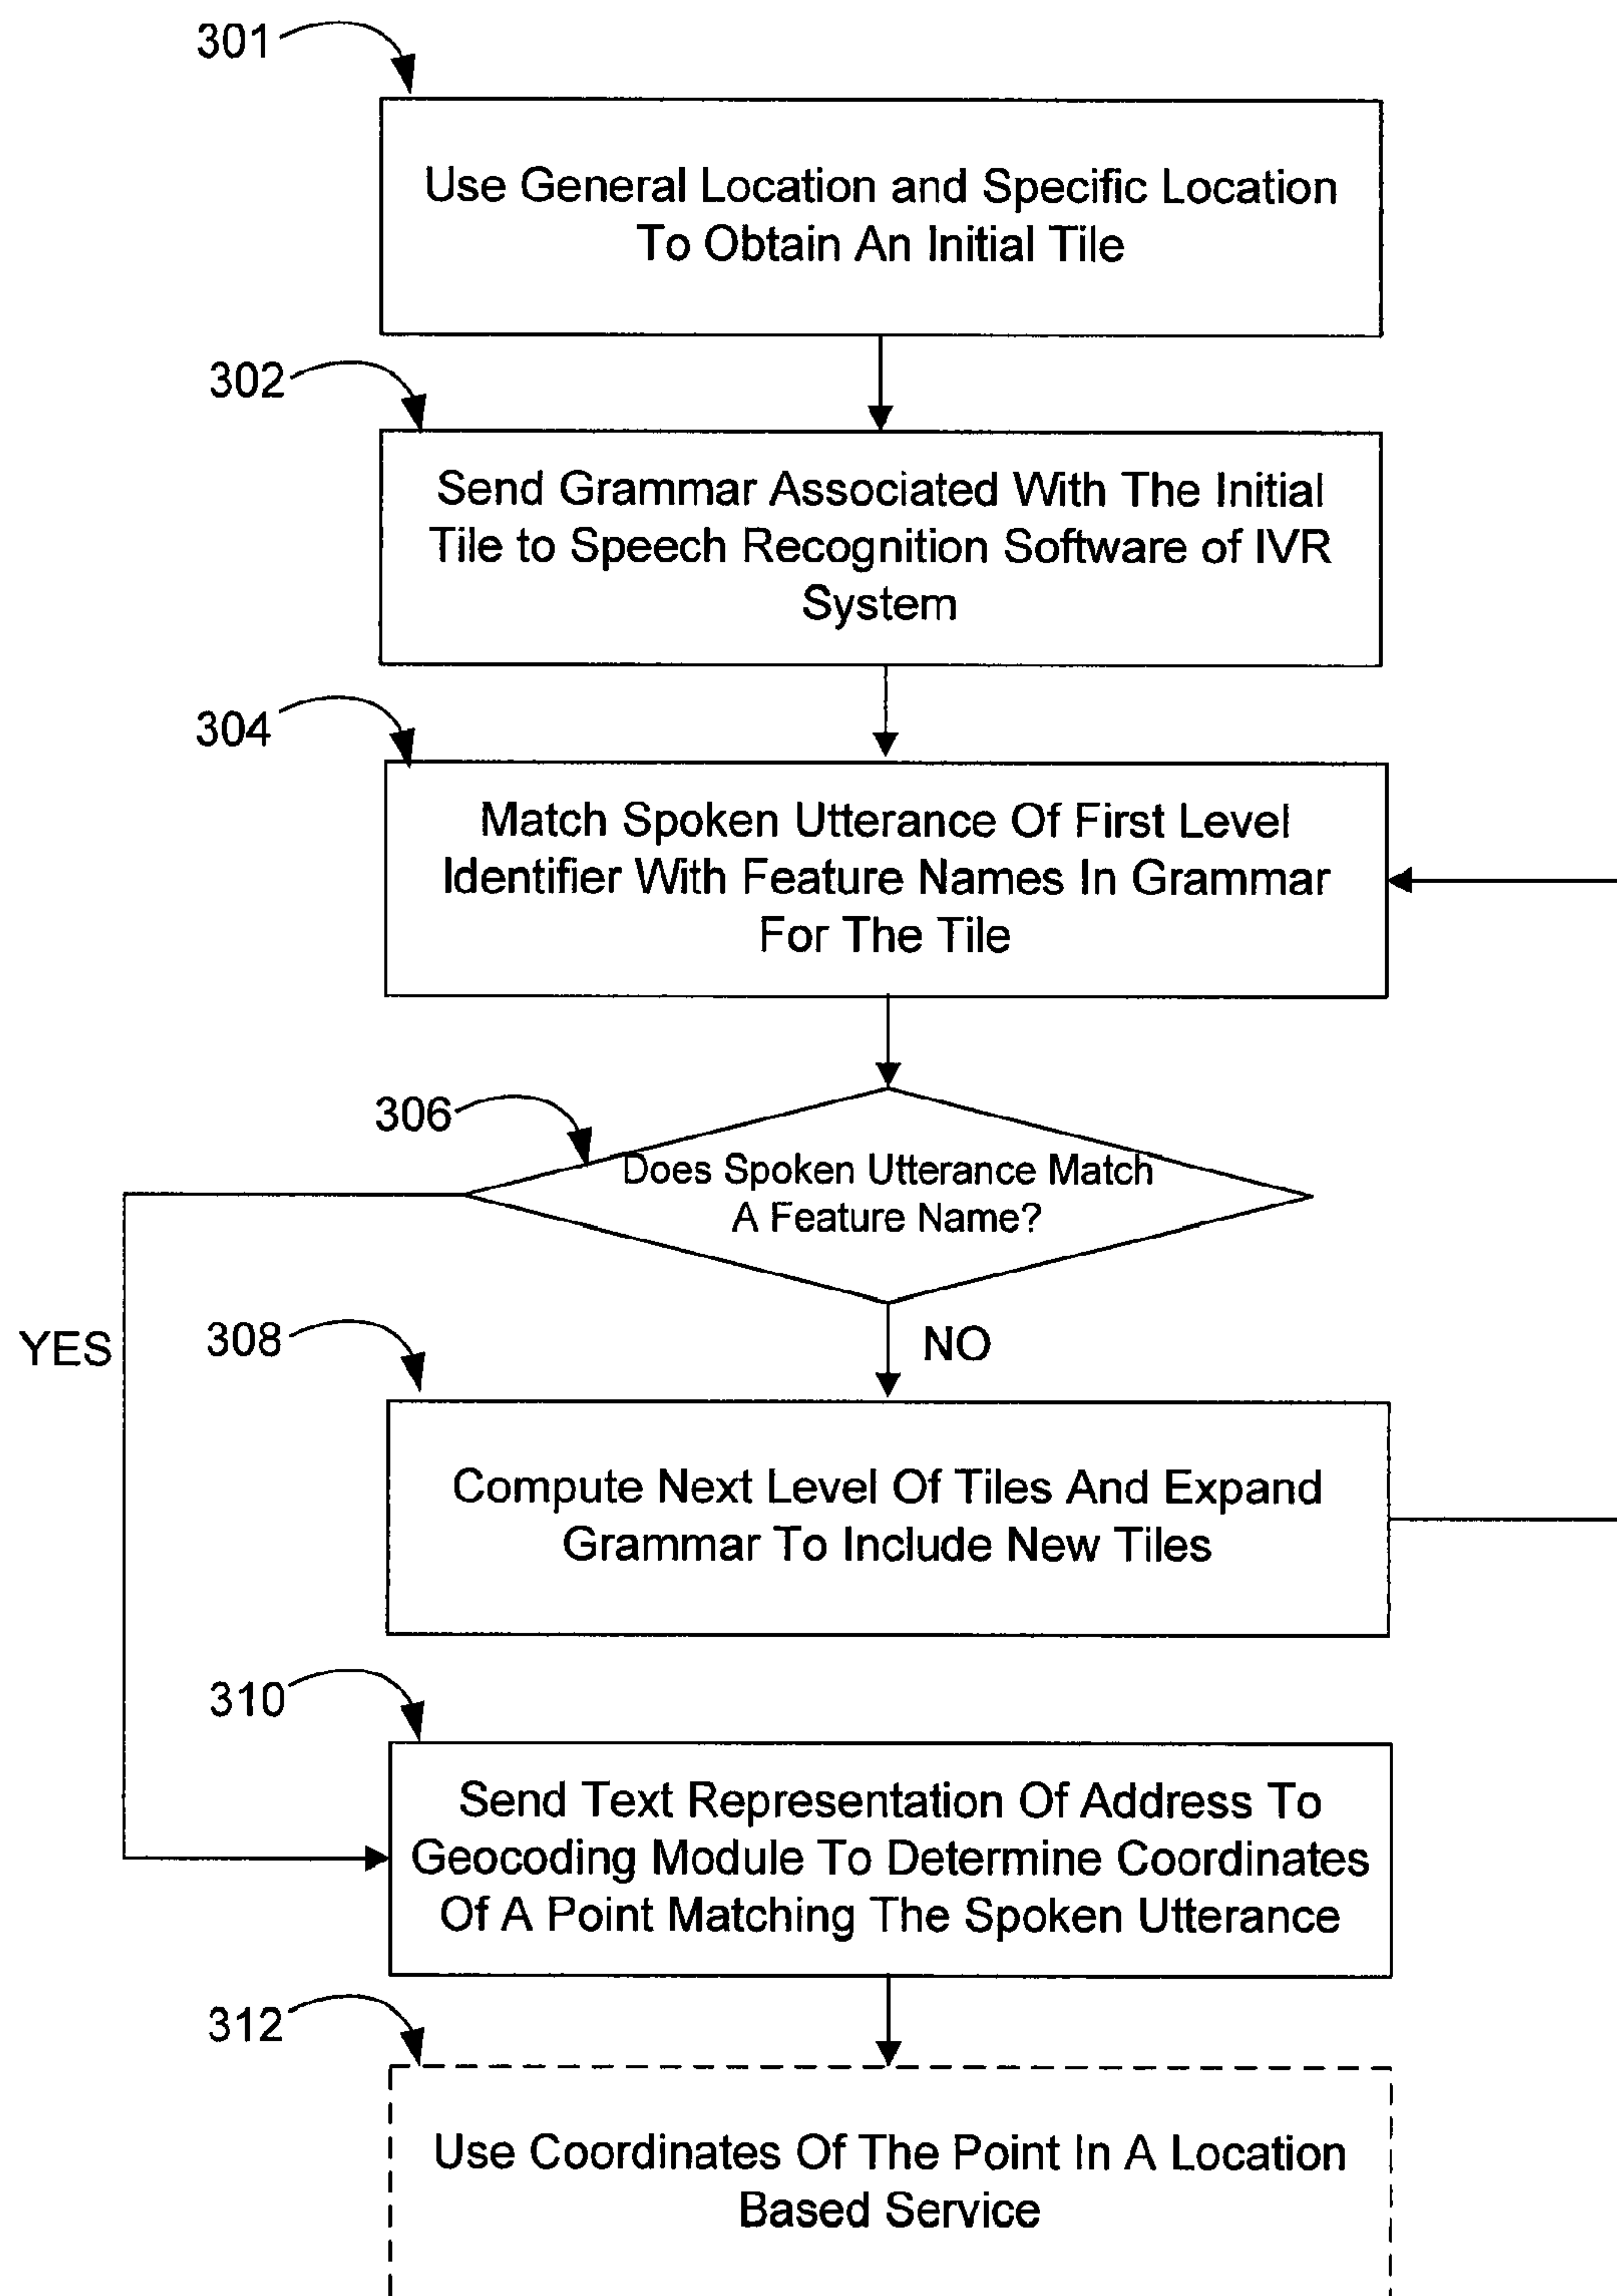 301
Use General Location and Specific Location
To Obtain An Initial Tile
302
Send Grammar Associated With The Initial
Tile to Speech Recognition Software of IVR
System
304
Match Spoken Utterance Of First Level
Identifier With Feature Names In Grammar
For The Tile
306
Does Spoken Utterance Match
A Feature Name?
YES
308
NO
Compute Next Level Of Tiles And Expand
Grammar To Include New Tiles
310
Send Text Representation Of Address To
Geocoding Module To Determine Coordinates
Of A Point Matching The Spoken Utterance
312
Use Coordinates Of The Point In A Location
Based Service